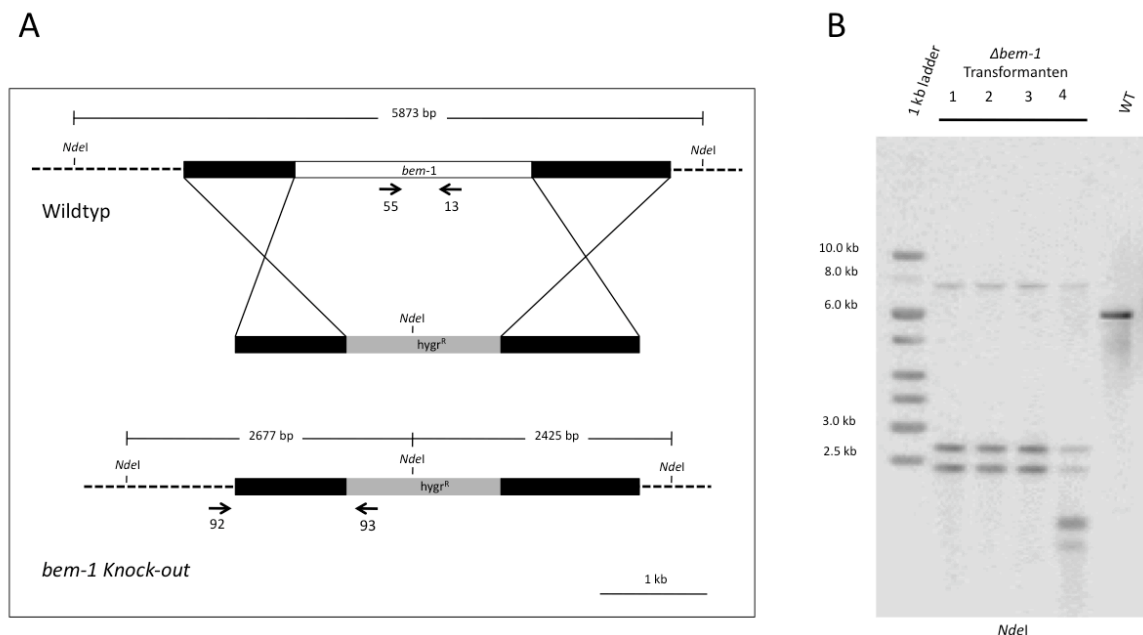 A
5873 bp
NdeI
NdeI
bem-1
55
13
Wildtyp
NdeI
hygrR
2677 bp
2425 bp
NdeI
NdeI
NdeI
hygrR
92
93
bem-1 Knock-out
1 kb
B
1 kb ladder
Δbem-1
Transformanten
1 2 3 4
WT
10.0 kb
8.0 kb
6.0 kb
3.0 kb
2.5 kb
NdeI